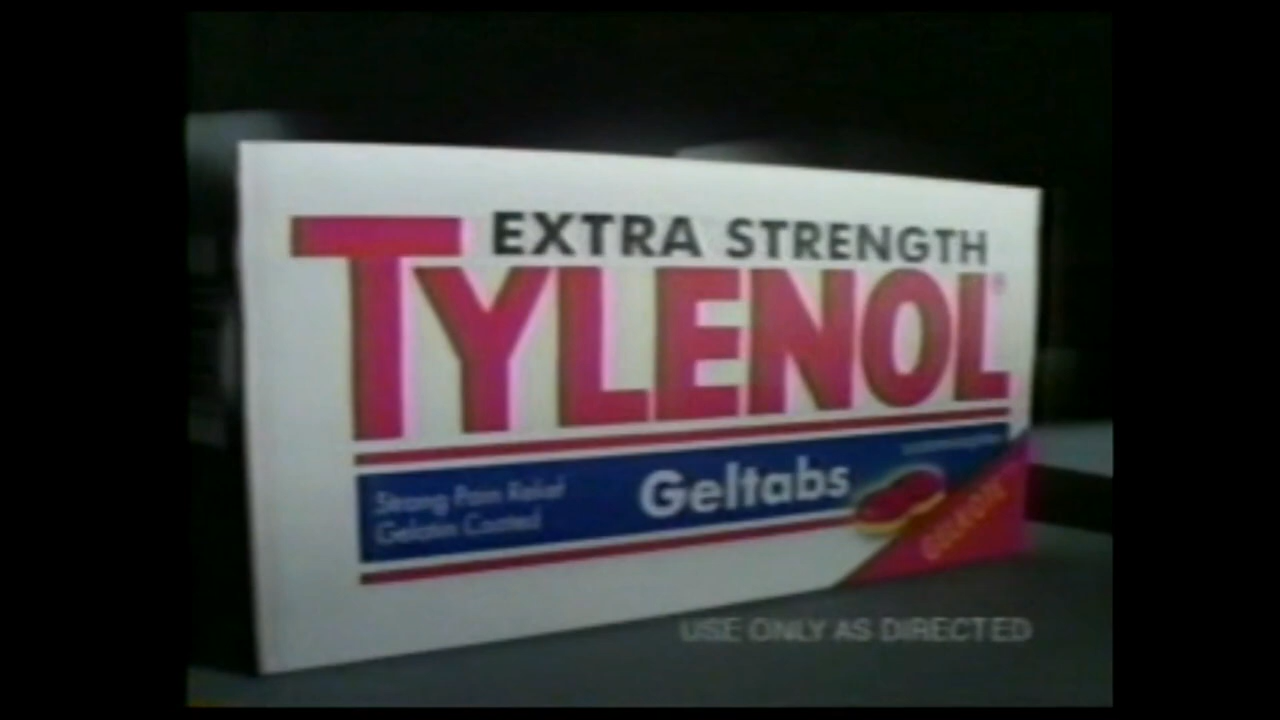 EXTRA STRENGTH
TYLENOL®
Strong Pain Relief
Gelatin Coated
Geltabs
USE ONLY AS DIRECTED